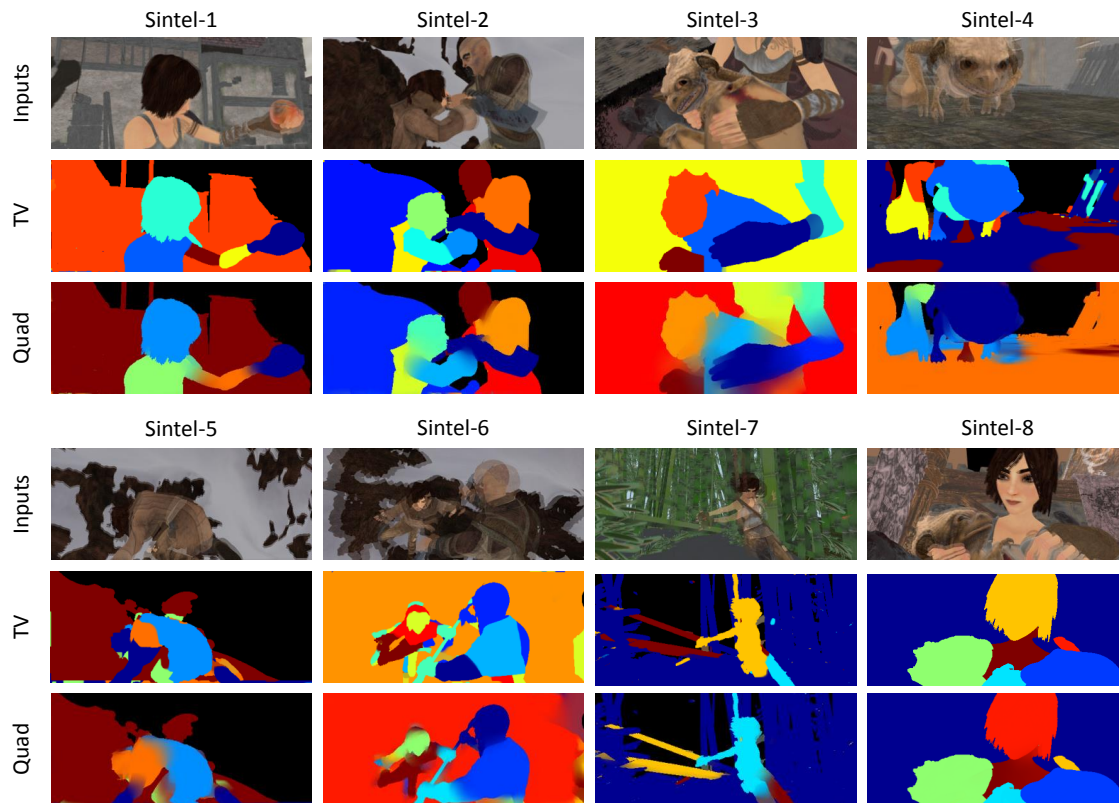 Sintel-1 Sintel-2 Sintel-3 Sintel-4
Inputs
TV
Quad
Sintel-5 Sintel-6 Sintel-7 Sintel-8
Inputs
TV
Quad